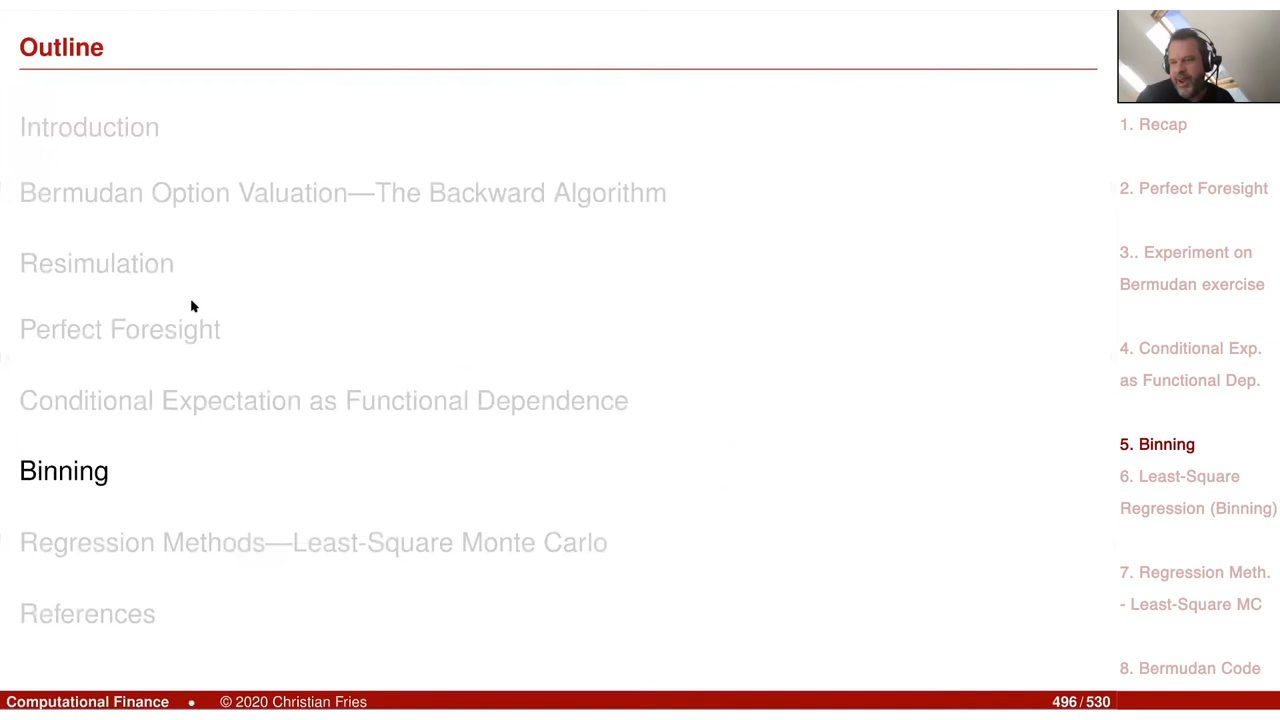 Outline
Introduction
Bermudan Option Valuation—The Backward Algorithm
Resimulation
Perfect Foresight
Conditional Expectation as Functional Dependence
Binning
Regression Methods—Least-Square Monte Carlo
References
1. Recap
2. Perfect Foresight
3.. Experiment on
Bermudan exercise
4. Conditional Exp.
as Functional Dep.
5. Binning
6. Least-Square
Regression (Binning)
7. Regression Meth.
- Least-Square MC
8. Bermudan Code
Computational Finance • © 2020 Christian Fries 496 / 530